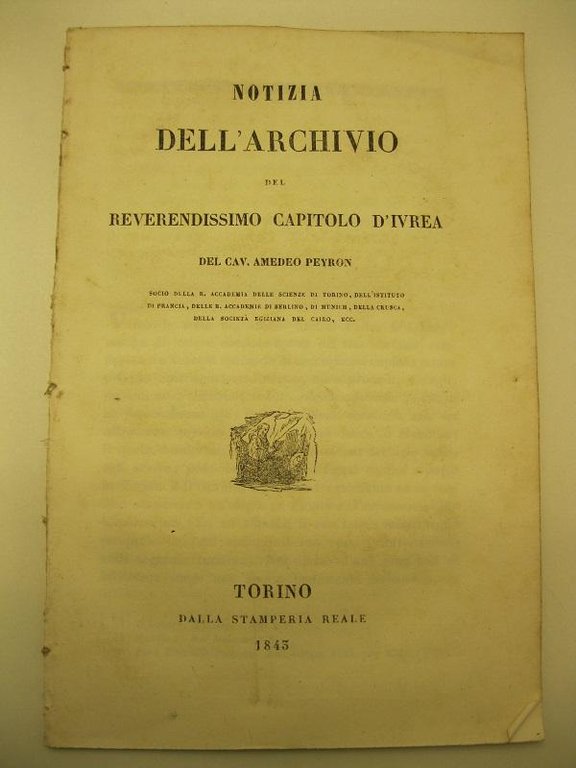 NOTIZIA
DELL'ARCHIVIO
DEL
REVERENDISSIMO CAPITOLO D'IVREA
DEL CAV. AMEDEO PEYRON
SOCIO DELLA R. ACCADEMIA DELLE SCIENZE DI TORINO, DELL'ISTITUTO
DI FRANCIA, DELLE R. ACCADEMIE DI BERLINO, DI MUNICH, DELLA CRUSCA,
DELLA SOCIETÀ EGIZIANA DEL CAIRO, ECC.
TORINO
DALLA STAMPERIA REALE
1843